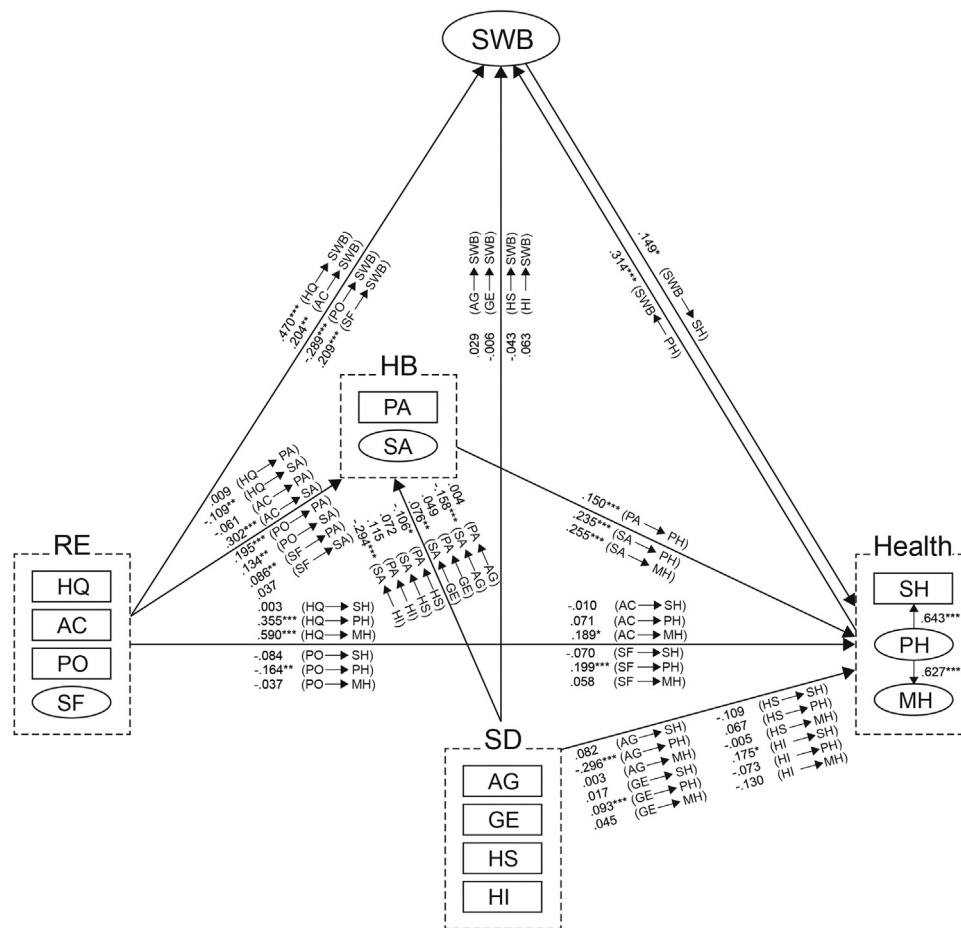 SWB
.470*** (HQ→SWB)
.204** (AC→SWB)
-.289*** (PO→SWB)
.209*** (SF→SWB)
.029 (AG→SWB)
-.006 (GE→SWB)
-.043 (HS→SWB)
.063 (HI→SWB)
.149* (SWB→SH)
.314*** (SWB←PH)
HB
PA
SA
.009 (HQ→PA)
-.109** (HQ→SA)
-.061 (AC→PA)
.302*** (AC→SA)
.195*** (PO→PA)
.134** (PO→SA)
.086** (SF→PA)
.037 (SF→SA)
.004 (PA←AG)
-.158*** (SA←AG)
.049 (PA←GE)
.076** (SA←GE)
-.106* (PA←HS)
.072 (SA←HS)
.115 (PA←HI)
-.294*** (SA←HI)
.150*** (PA→PH)
.235*** (SA→PH)
.255*** (SA→MH)
RE
HQ
AC
PO
SF
.003 (HQ→SH)
.355*** (HQ→PH)
.590*** (HQ→MH)
-.084 (PO→SH)
-.164** (PO→PH)
-.037 (PO→MH)
-.010 (AC→SH)
.071 (AC→PH)
.189* (AC→MH)
-.070 (SF→SH)
.199*** (SF→PH)
.058 (SF→MH)
Health
SH
.643***
PH
.627***
MH
SD
AG
GE
HS
HI
.082 (AG→SH)
-.296*** (AG→PH)
.003 (AG→MH)
.017 (GE→SH)
.093*** (GE→PH)
.045 (GE→MH)
-.109 (HS→SH)
.067 (HS→PH)
-.005 (HS→MH)
.175* (HI→SH)
-.073 (HI→PH)
-.130 (HI→MH)